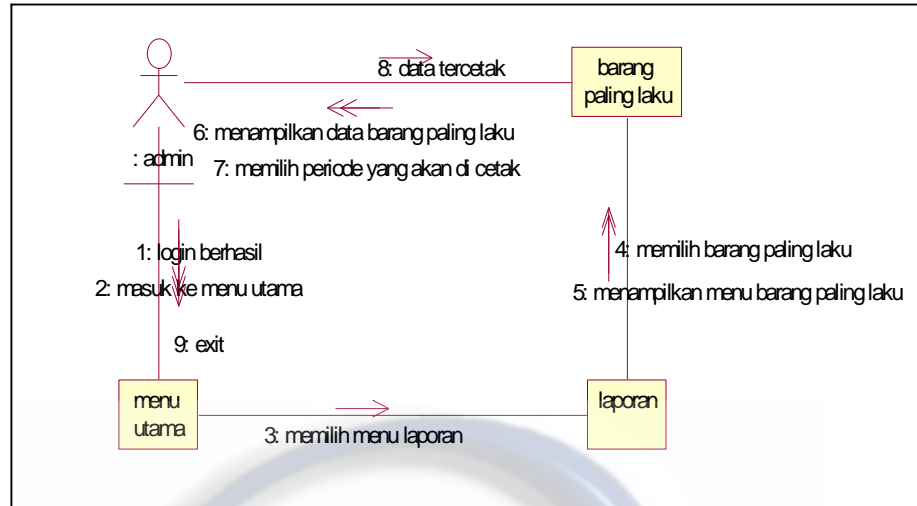 8: data tercetak
barang
paling laku
6: menampilkan data barang paling laku
: admin
7: memilih periode yang akan di cetak
1: login berhasil
4: memilih barang paling laku
2: masuk ke menu utama
5: menampilkan menu barang paling laku
9: exit
menu
utama
laporan
3: memilih menu laporan